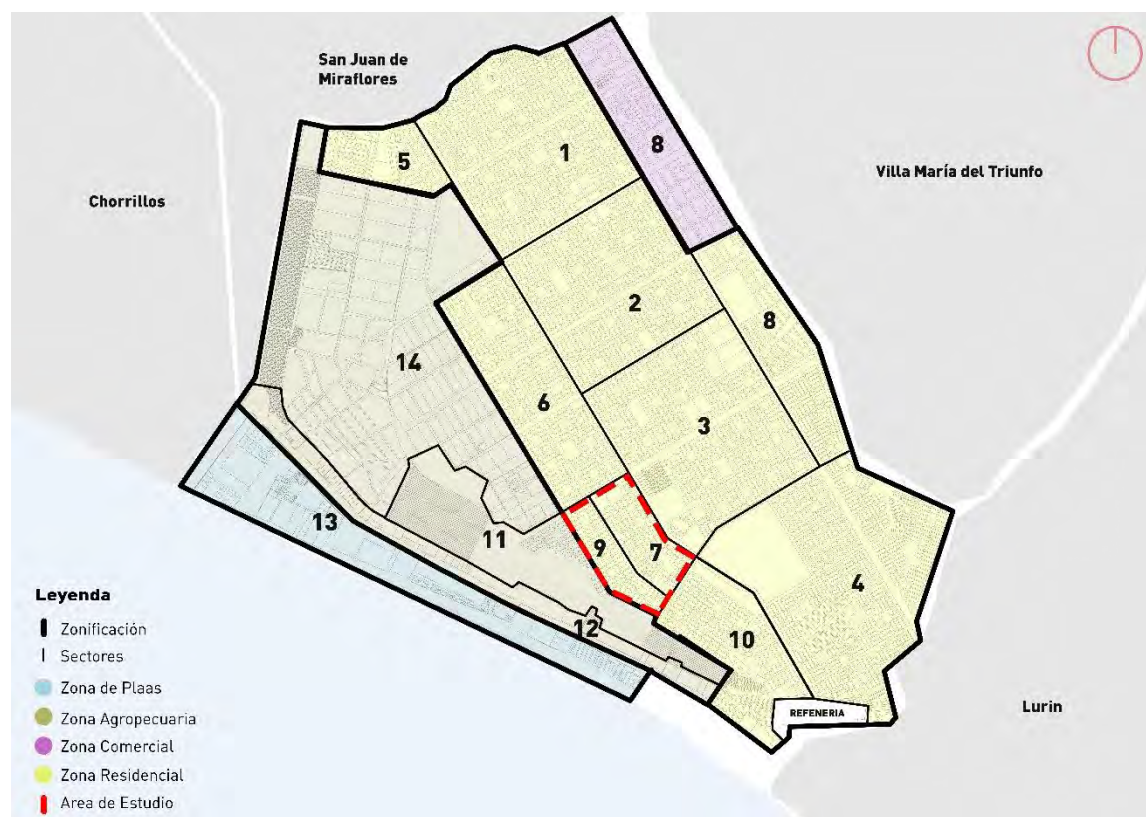 San Juan de
Miraflores
8
1
5
Villa María del Triunfo
Chorrillos
2
8
14
6
3
13
11
9
7
4
12
10
REFENERIA
Lurin
Leyenda
Zonificación
Sectores
Zona de Plaas
Zona Agropecuaria
Zona Comercial
Zona Residencial
Area de Estudio